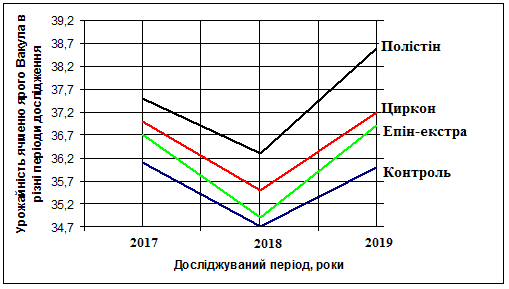 Урожайність ячменю ярого Вакула в
різні періоди дослідження
39,2
38,7
38,2
37,7
37,2
36,7
36,2
35,7
35,2
34,7
Полістін
Циркон
Епін-екстра
Контроль
2017
2018
2019
Досліджуваний період, роки